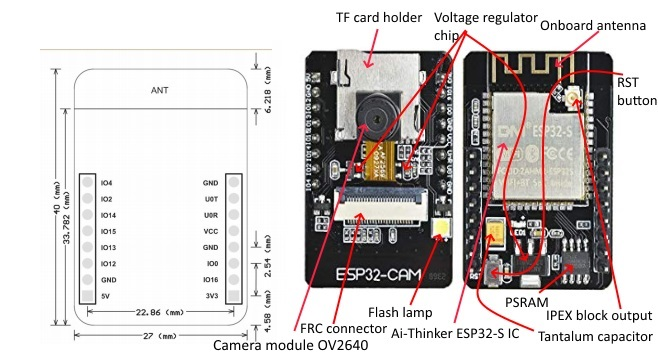 TF card holder
Voltage regulator
chip
Onboard antenna
RST
button
ANT
6.218 (mm)
40 (mm)
33.782 (mm)
IO4
IO2
IO14
IO15
IO13
IO12
GND
5V
GND
U0T
U0R
VCC
GND
IO0
IO16
3V3
2.54 (mm)
4.58 (mm)
22.86 (mm)
27 (mm)
ESP32-S
ESP32-CAM
Flash lamp
FRC connector
Camera module OV2640
Ai-Thinker ESP32-S IC
PSRAM
IPEX block output
Tantalum capacitor